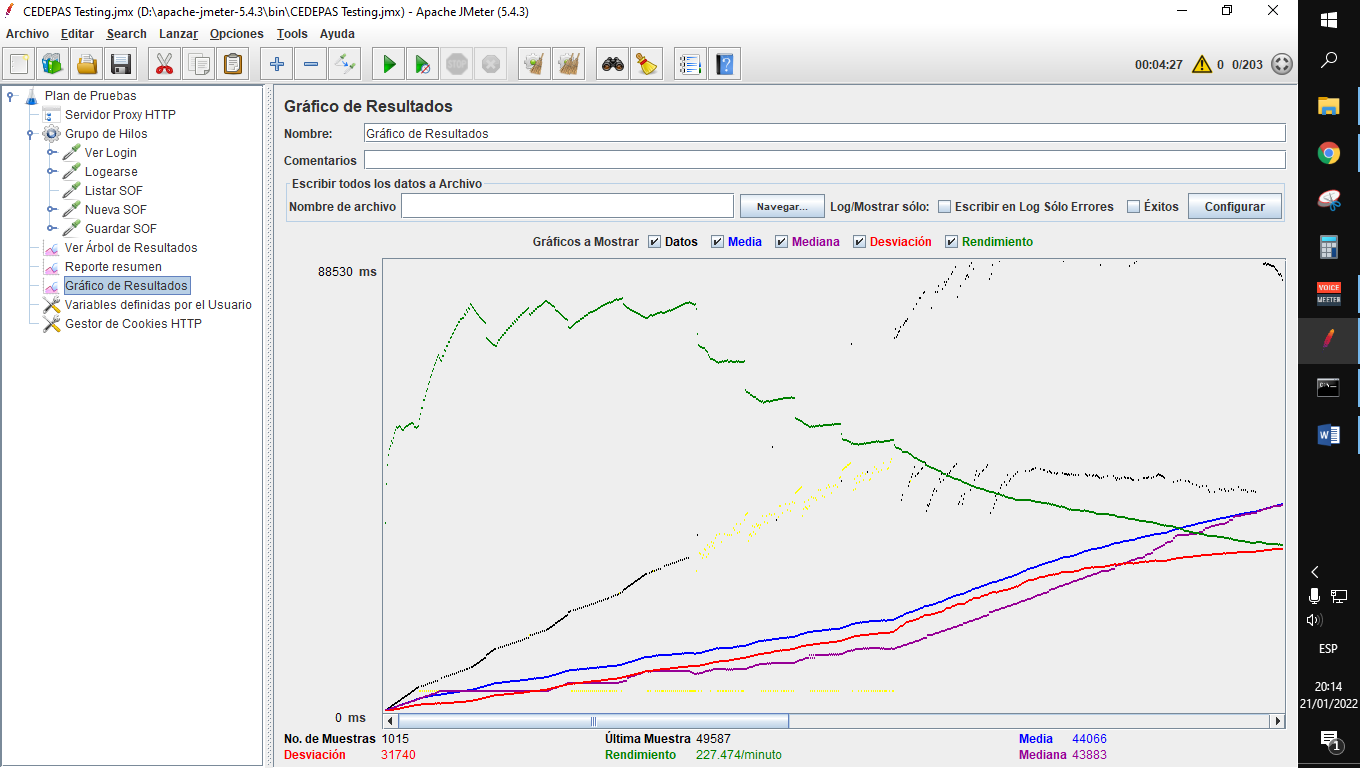 CEDEPAS Testing.jmx (D:\apache-jmeter-5.4.3\bin\CEDEPAS Testing.jmx) - Apache JMeter (5.4.3)
Archivo Editar Search Lanzar Opciones Tools Ayuda
STOP
00:04:27 0 0/203
Plan de Pruebas
Servidor Proxy HTTP
Grupo de Hilos
Ver Login
Logearse
Listar SOF
Nueva SOF
Guardar SOF
Ver Árbol de Resultados
Reporte resumen
Gráfico de Resultados
Variables definidas por el Usuario
Gestor de Cookies HTTP
Gráfico de Resultados
Nombre: Gráfico de Resultados
Comentarios
Escribir todos los datos a Archivo
Nombre de archivo Navegar... Log/Mostrar sólo: Escribir en Log Sólo Errores Éxitos Configurar
Gráficos a Mostrar Datos Media Mediana Desviación Rendimiento
88530 ms
0 ms
No. de Muestras 1015 Última Muestra 49587 Media 44066
Desviación 31740 Rendimiento 227.474/minuto Mediana 43883
VOICE
MEETER
C:\
W
ESP
20:14
21/01/2022
1